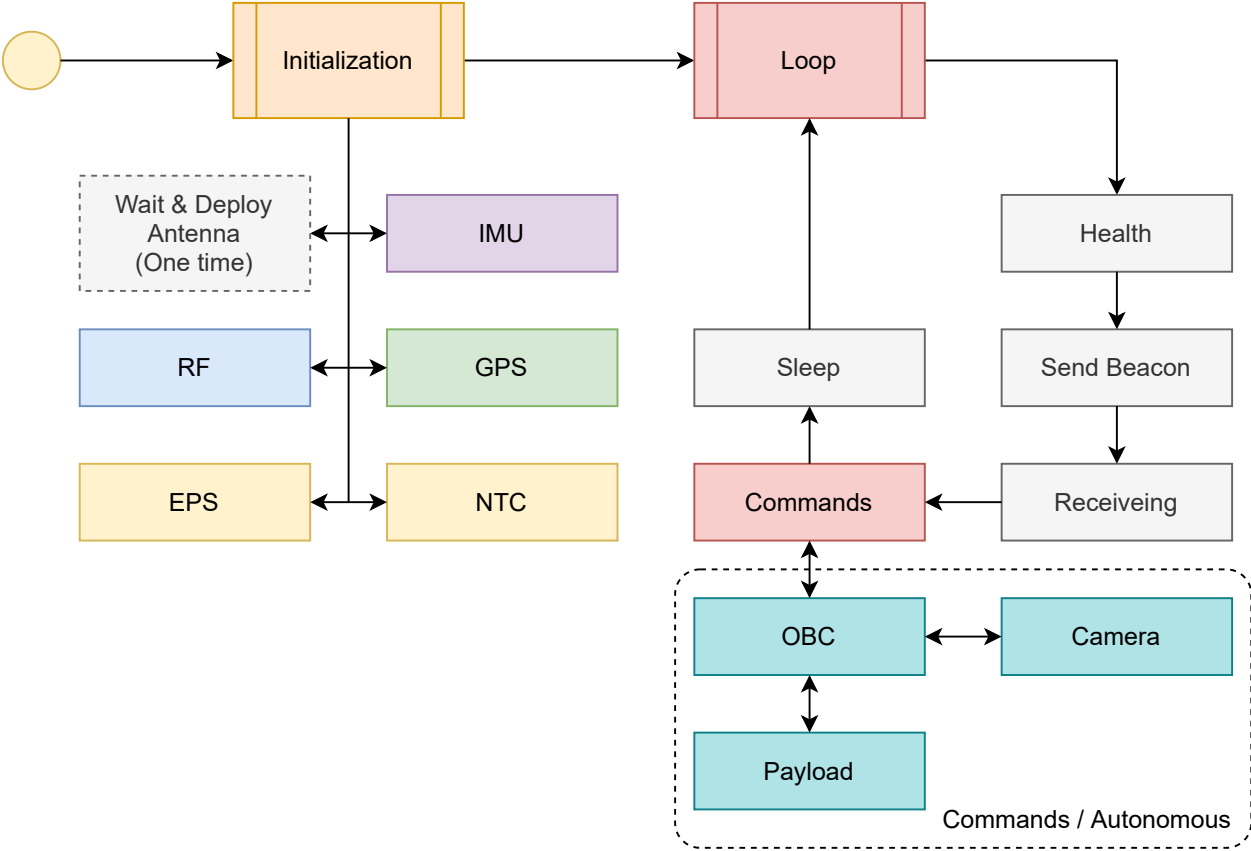 Initialization
Loop
Wait & Deploy
Antenna
(One time)
IMU
Health
RF
GPS
Sleep
Send Beacon
EPS
NTC
Commands
Receiveing
OBC
Camera
Payload
Commands / Autonomous